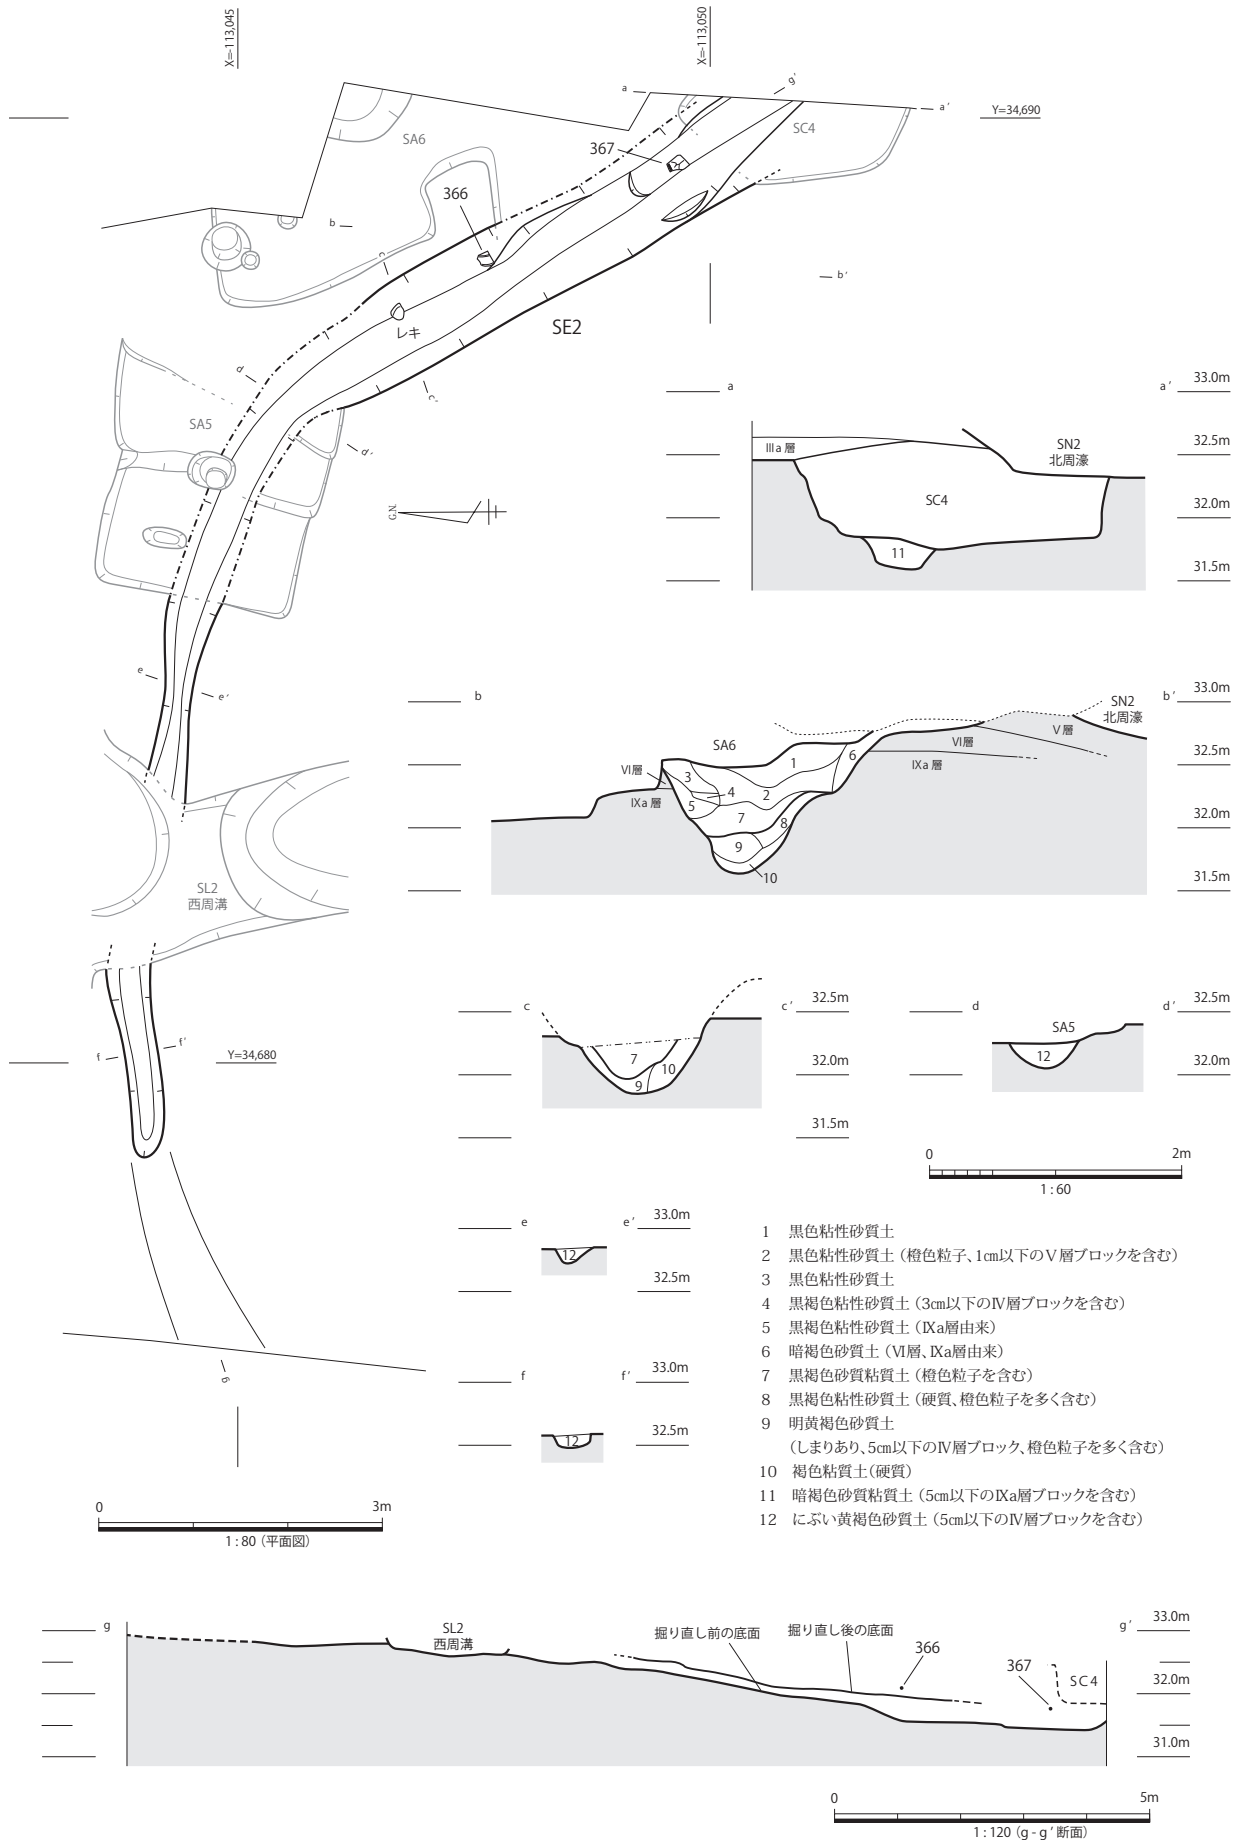 X=-113,045
X=-113,050
Y=34,690
a
a′
g′
SA6
SC4
367
366
b
b′
c
レキ
SE2
d
c′
SA5
d′
G.N.
e
e′
SL2
西周溝
f
f′
Y=34,680
g
0 3m
1 : 80 (平面図)
a a′ 33.0m
32.5m
32.0m
31.5m
Ⅲa 層
SN2
北周濠
SC4
11
b b′ 33.0m
32.5m
32.0m
31.5m
SN2
北周濠
SA6
Ⅴ層
Ⅵ層
Ⅵ層
Ⅸa 層
Ⅸa 層
1
2
3
4
5
6
7
8
9
10
c c′ 32.5m
32.0m
31.5m
7
10
9
d d′ 32.5m
32.0m
SA5
12
0 2m
1 : 60
e e′ 33.0m
32.5m
12
f f′ 33.0m
32.5m
12
1 黒色粘性砂質土
2 黒色粘性砂質土 (橙色粒子、1㎝以下のⅤ層ブロックを含む)
3 黒色粘性砂質土
4 黒褐色粘性砂質土 (3㎝以下のⅣ層ブロックを含む)
5 黒褐色粘性砂質土 (Ⅸa層由来)
6 暗褐色砂質土 (Ⅵ層、Ⅸa層由来)
7 黒褐色砂質粘質土 (橙色粒子を含む)
8 黒褐色粘性砂質土 (硬質、橙色粒子を多く含む)
9 明黄褐色砂質土
(しまりあり、5㎝以下のⅣ層ブロック、橙色粒子を多く含む)
10 褐色粘質土(硬質)
11 暗褐色砂質粘質土 (5㎝以下のⅨa層ブロックを含む)
12 にぶい黄褐色砂質土 (5㎝以下のⅣ層ブロックを含む)
g g′ 33.0m
32.0m
31.0m
SL2
西周溝
掘り直し前の底面
掘り直し後の底面
366
367
SC4
0 5m
1 : 120 (g - g′断面)